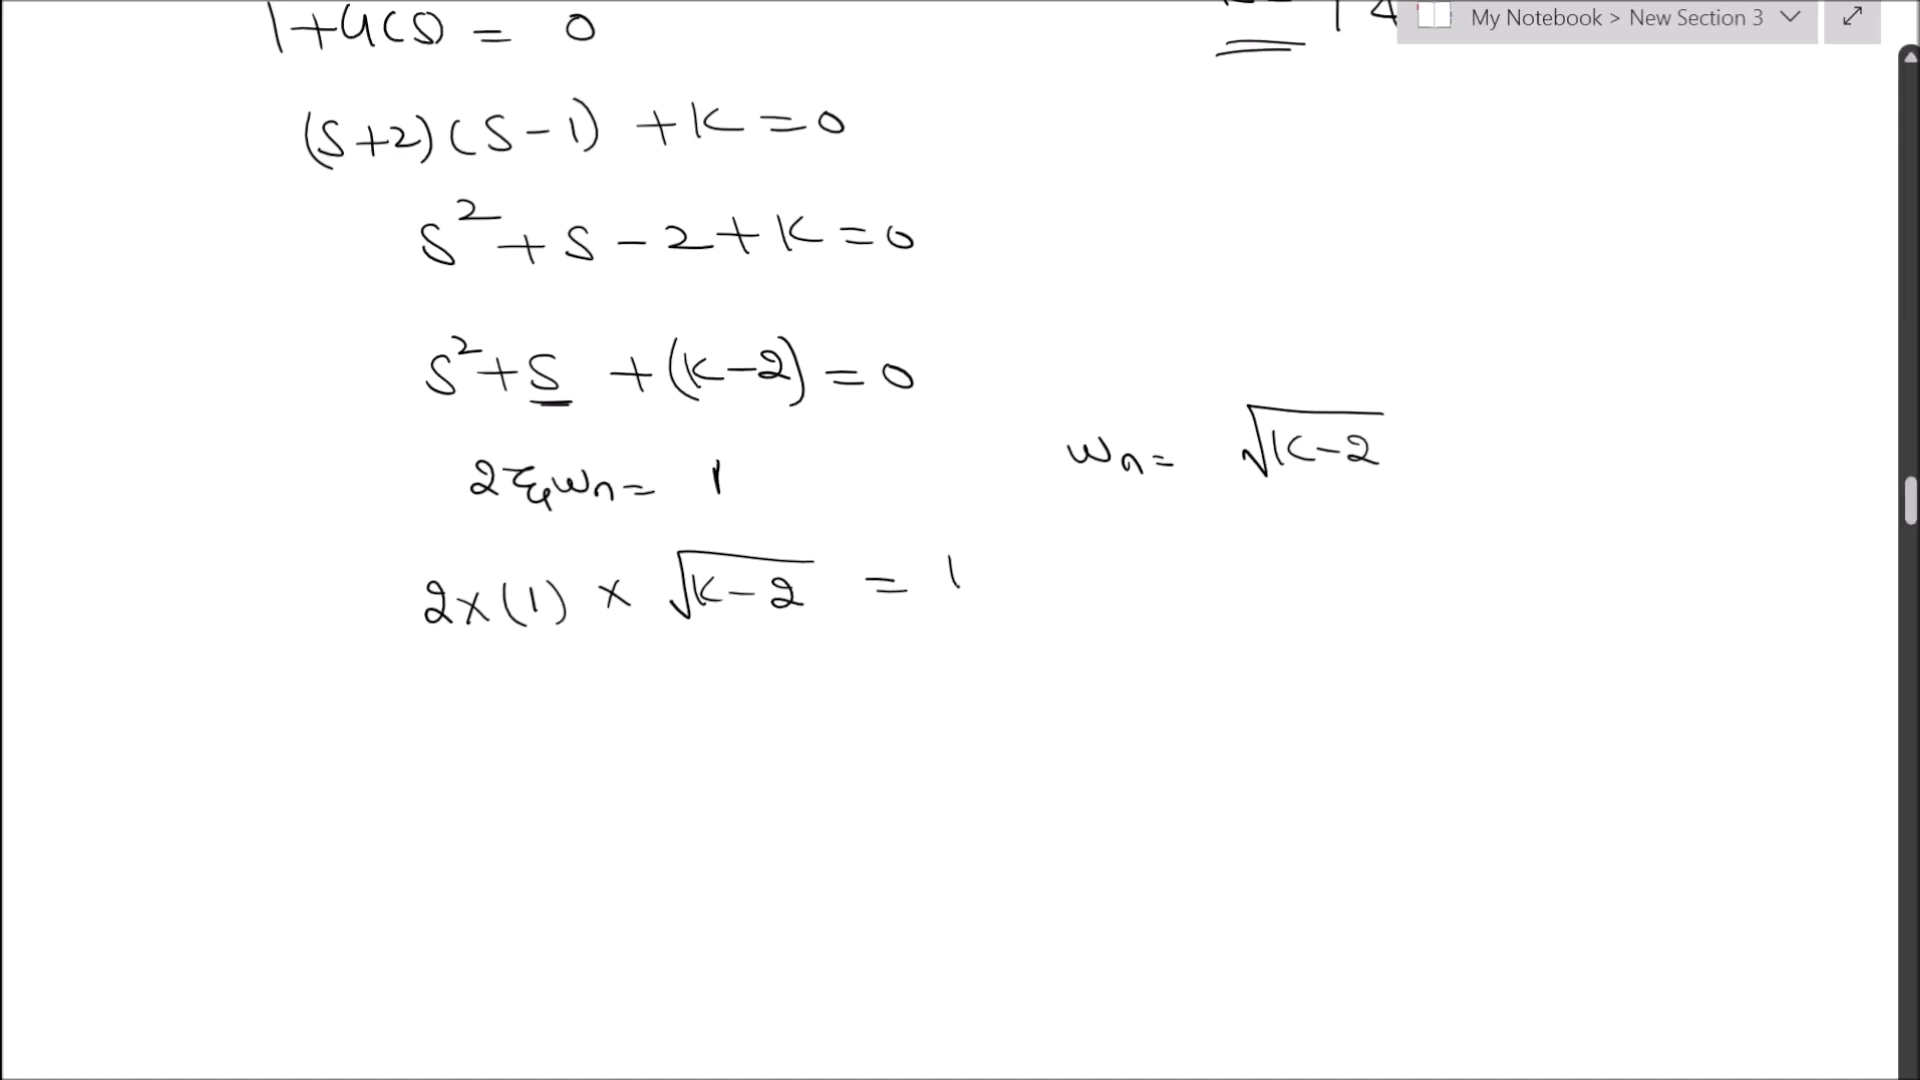 1+G(S) = 0
My Notebook > New Section 3
(S+2)(S-1) +K=0
S²+S-2+K=0
S²+S +(K-2)=0
ωn= √K-2
2ξωn= 1
2×(1) × √K-2 = 1